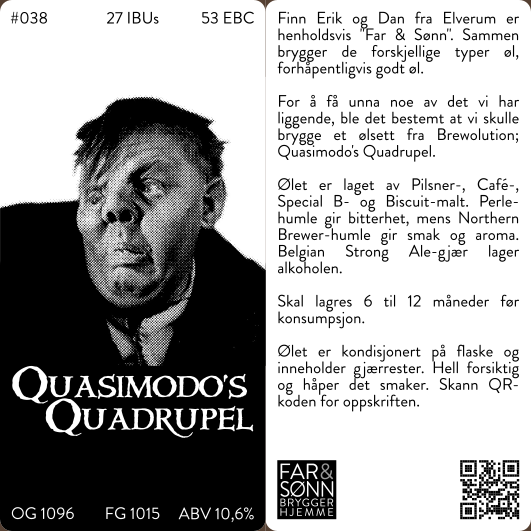 #038 27 IBUs 53 EBC
QUASIMODO'S
QUADRUPEL
OG 1096 FG 1015 ABV 10,6%
Finn Erik og Dan fra Elverum er
henholdsvis "Far & Sønn". Sammen
brygger de forskjellige typer øl,
forhåpentligvis godt øl.
For å få unna noe av det vi har
liggende, ble det bestemt at vi skulle
brygge et ølsett fra Brewolution;
Quasimodo's Quadrupel.
Ølet er laget av Pilsner-, Café-,
Special B- og Biscuit-malt. Perle-
humle gir bitterhet, mens Northern
Brewer-humle gir smak og aroma.
Belgian Strong Ale-gjær lager
alkoholen.
Skal lagres 6 til 12 måneder før
konsumpsjon.
Ølet er kondisjonert på flaske og
inneholder gjærrester. Hell forsiktig
og håper det smaker. Skann QR-
koden for oppskriften.
FAR&
SØNN
BRYGGER
HJEMME